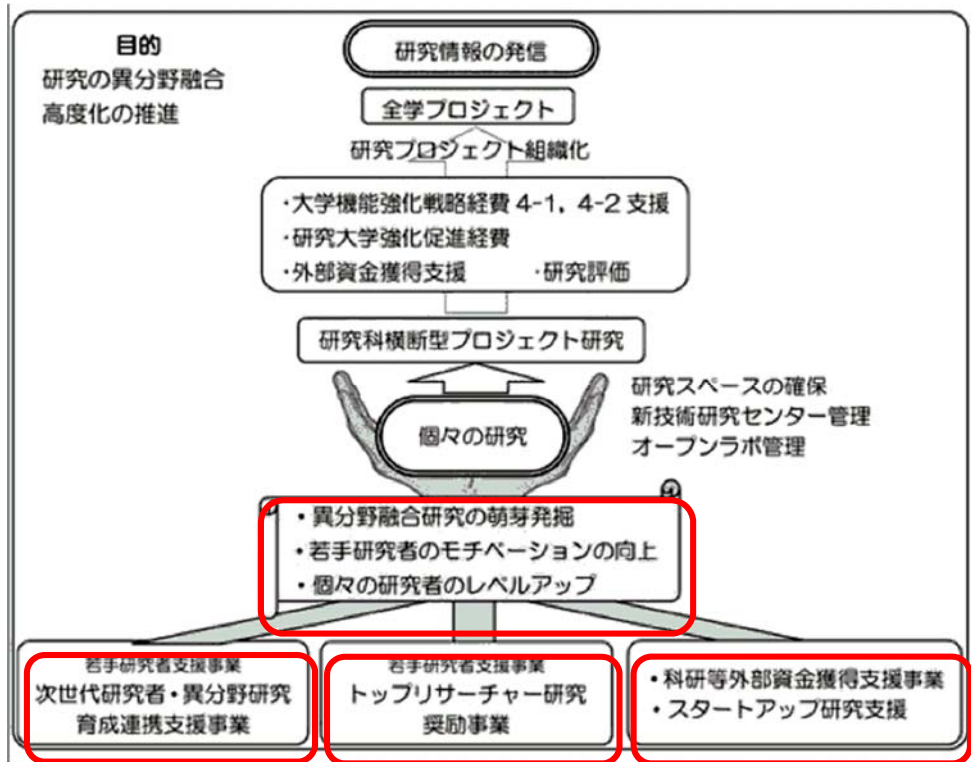 目的
研究の異分野融合
高度化の推進
研究情報の発信
全学プロジェクト
研究プロジェクト組織化
・大学機能強化戦略経費 4-1，4-2 支援
・研究大学強化促進経費
・外部資金獲得支援　・研究評価
研究科横断型プロジェクト研究
個々の研究
研究スペースの確保
新技術研究センター管理
オープンラボ管理
・異分野融合研究の萌芽発掘
・若手研究者のモチベーションの向上
・個々の研究者のレベルアップ
若手研究者支援事業
次世代研究者・異分野研究
育成連携支援事業
若手研究者支援事業
トップリサーチャー研究
奨励事業
・科研等外部資金獲得支援事業
・スタートアップ研究支援